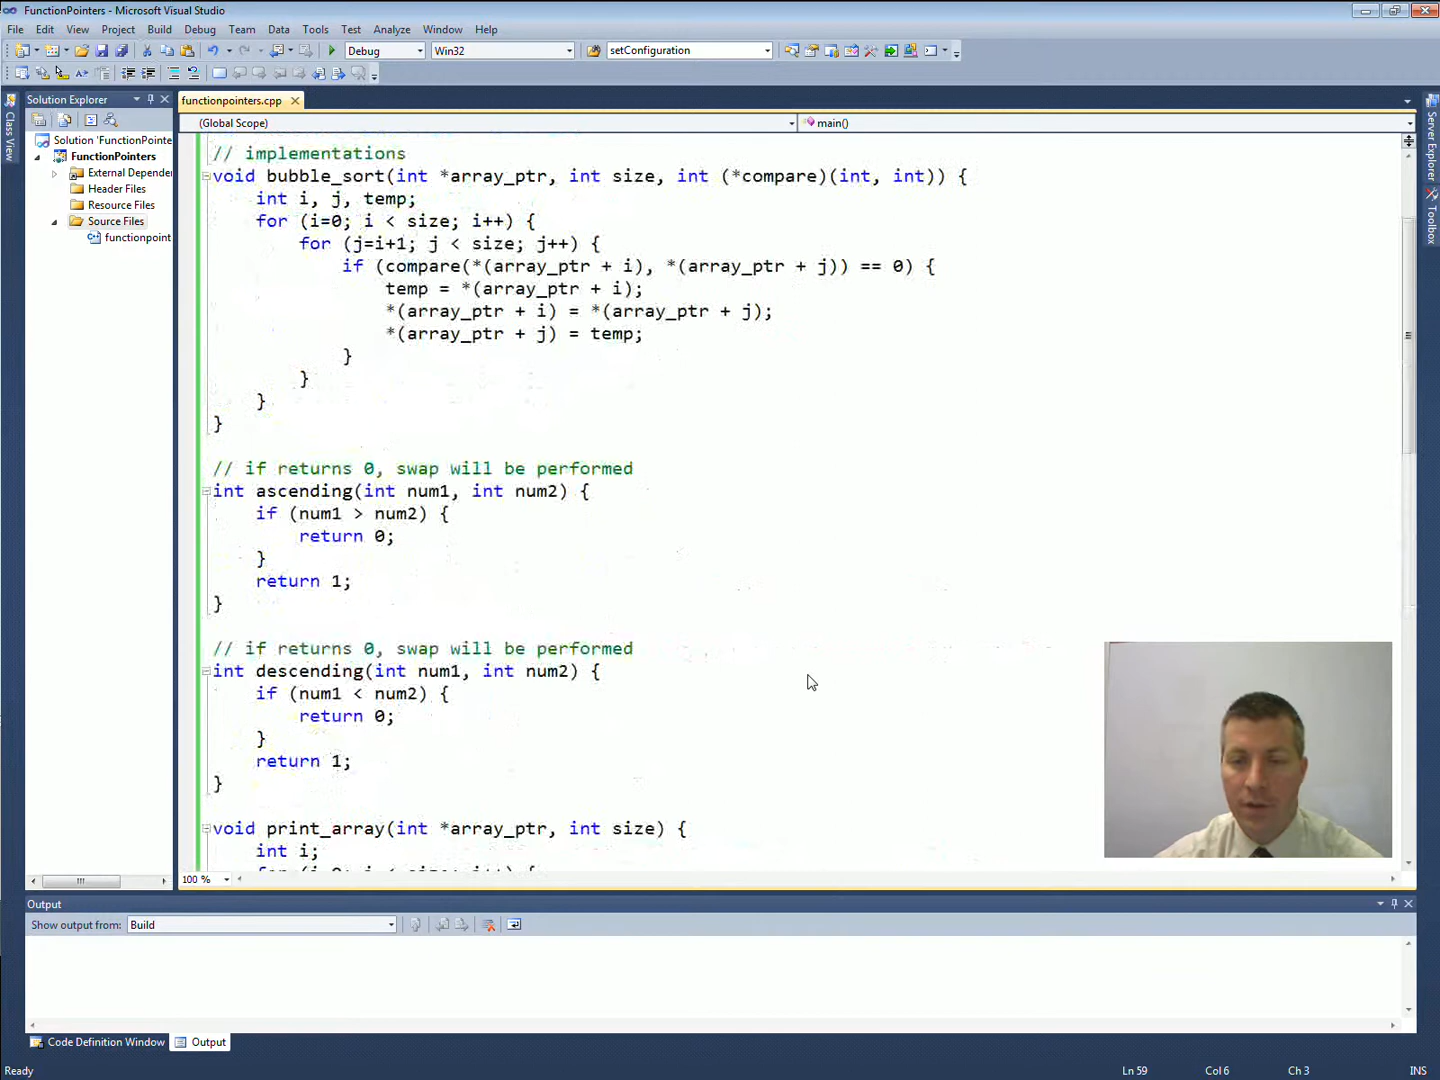 FunctionPointers - Microsoft Visual Studio
File Edit View Project Build Debug Team Data Tools Test Analyze Window Help
Debug Win32 setConfiguration
Solution Explorer
functionpointers.cpp
Class View
(Global Scope) main()
Server Explorer
Toolbox
Solution 'FunctionPointe
FunctionPointers
External Depende
Header Files
Resource Files
Source Files
functionpoint
// implementations
void bubble_sort(int *array_ptr, int size, int (*compare)(int, int)) {
int i, j, temp;
for (i=0; i < size; i++) {
for (j=i+1; j < size; j++) {
if (compare(*(array_ptr + i), *(array_ptr + j)) == 0) {
temp = *(array_ptr + i);
*(array_ptr + i) = *(array_ptr + j);
*(array_ptr + j) = temp;
}
}
}
}
// if returns 0, swap will be performed
int ascending(int num1, int num2) {
if (num1 > num2) {
return 0;
}
return 1;
}
// if returns 0, swap will be performed
int descending(int num1, int num2) {
if (num1 < num2) {
return 0;
}
return 1;
}
void print_array(int *array_ptr, int size) {
int i;
100 %
Output
Show output from: Build
Code Definition Window Output
Ready Ln 59 Col 6 Ch 3 INS